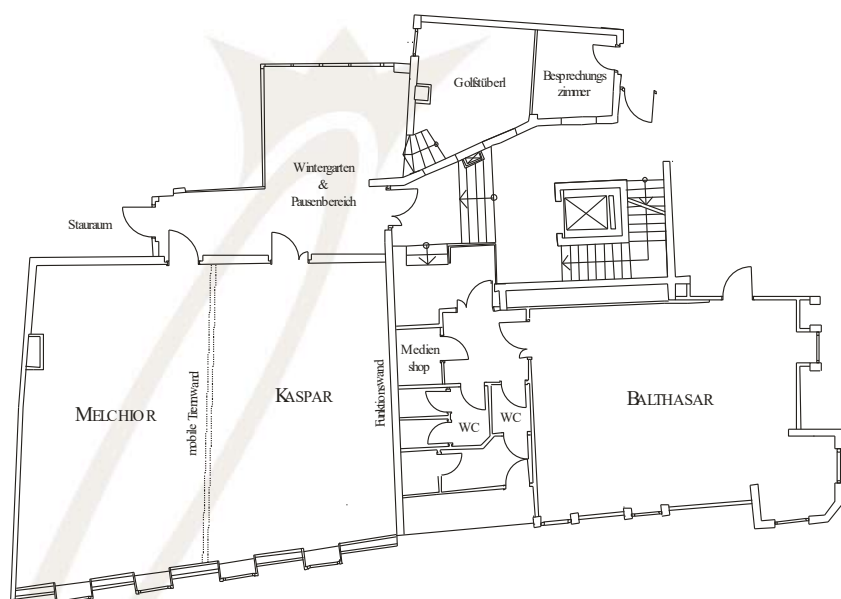 Golfstüberl
Besprechungs
zimmer
Wintergarten
&
Pausenbereich
Stauraum
Medien
shop
Funktionswand
mobile Trennwand
KASPAR
MELCHIOR
BALTHASAR
WC
WC